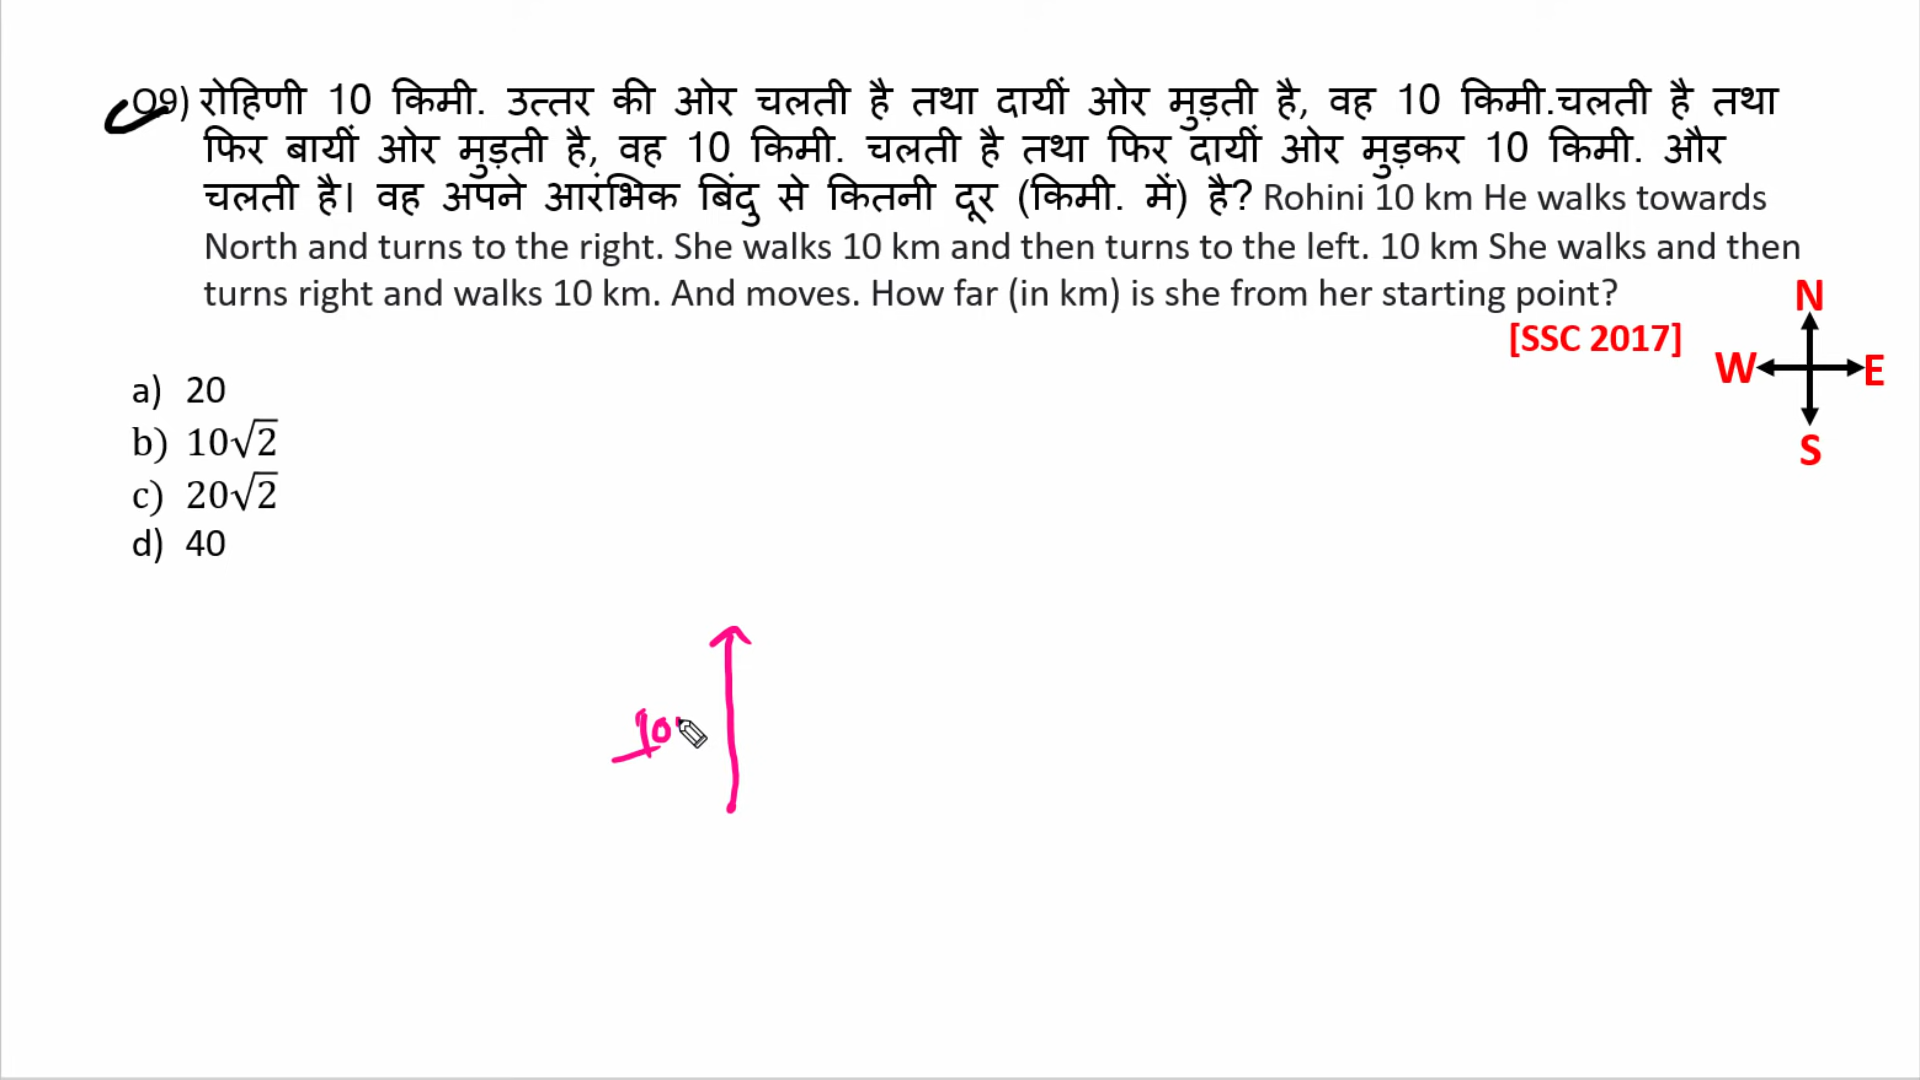 Q9) रोहिणी 10 किमी. उत्तर की ओर चलती है तथा दायीं ओर मुड़ती है, वह 10 किमी.चलती है तथा
फिर बायीं ओर मुड़ती है, वह 10 किमी. चलती है तथा फिर दायीं ओर मुड़कर 10 किमी. और
चलती है। वह अपने आरंभिक बिंदु से कितनी दूर (किमी. में) है? Rohini 10 km He walks towards
North and turns to the right. She walks 10 km and then turns to the left. 10 km She walks and then
turns right and walks 10 km. And moves. How far (in km) is she from her starting point?
[SSC 2017]
N
W E
S
a) 20
b) 10√2
c) 20√2
d) 40
10